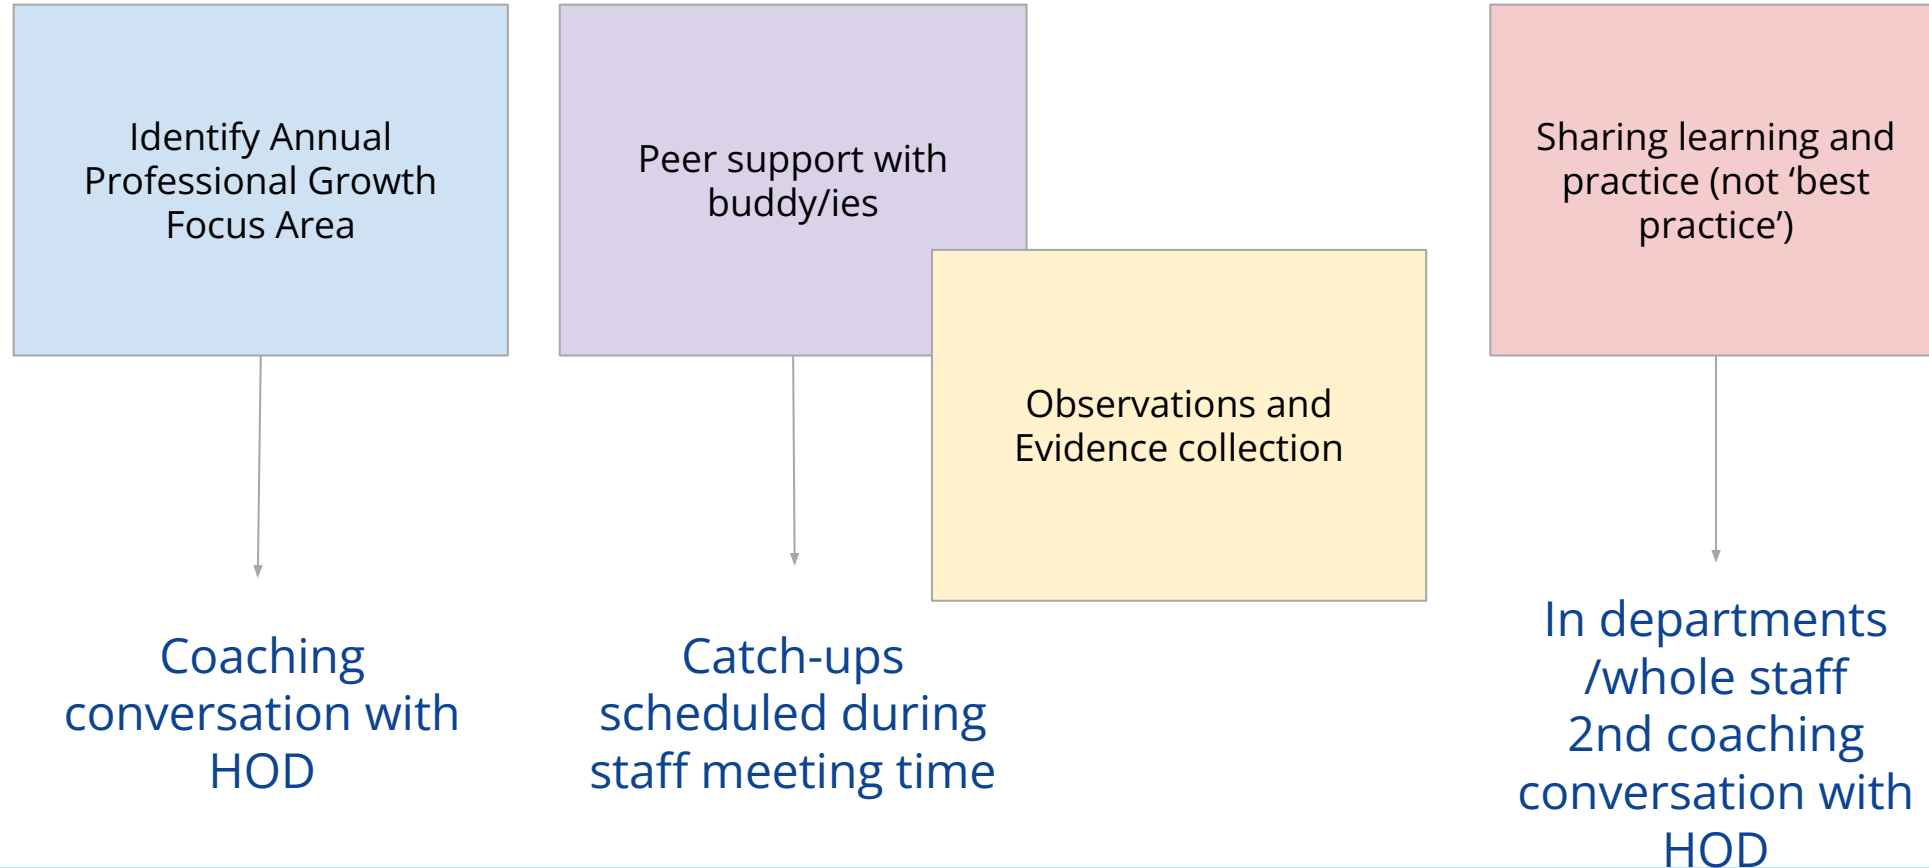 Identify Annual
Professional Growth
Focus Area
Peer support with
buddy/ies
Observations and
Evidence collection
Sharing learning and
practice (not ‘best
practice’)
Coaching
conversation with
HOD
Catch-ups
scheduled during
staff meeting time
In departments
/whole staff
2nd coaching
conversation with
HOD